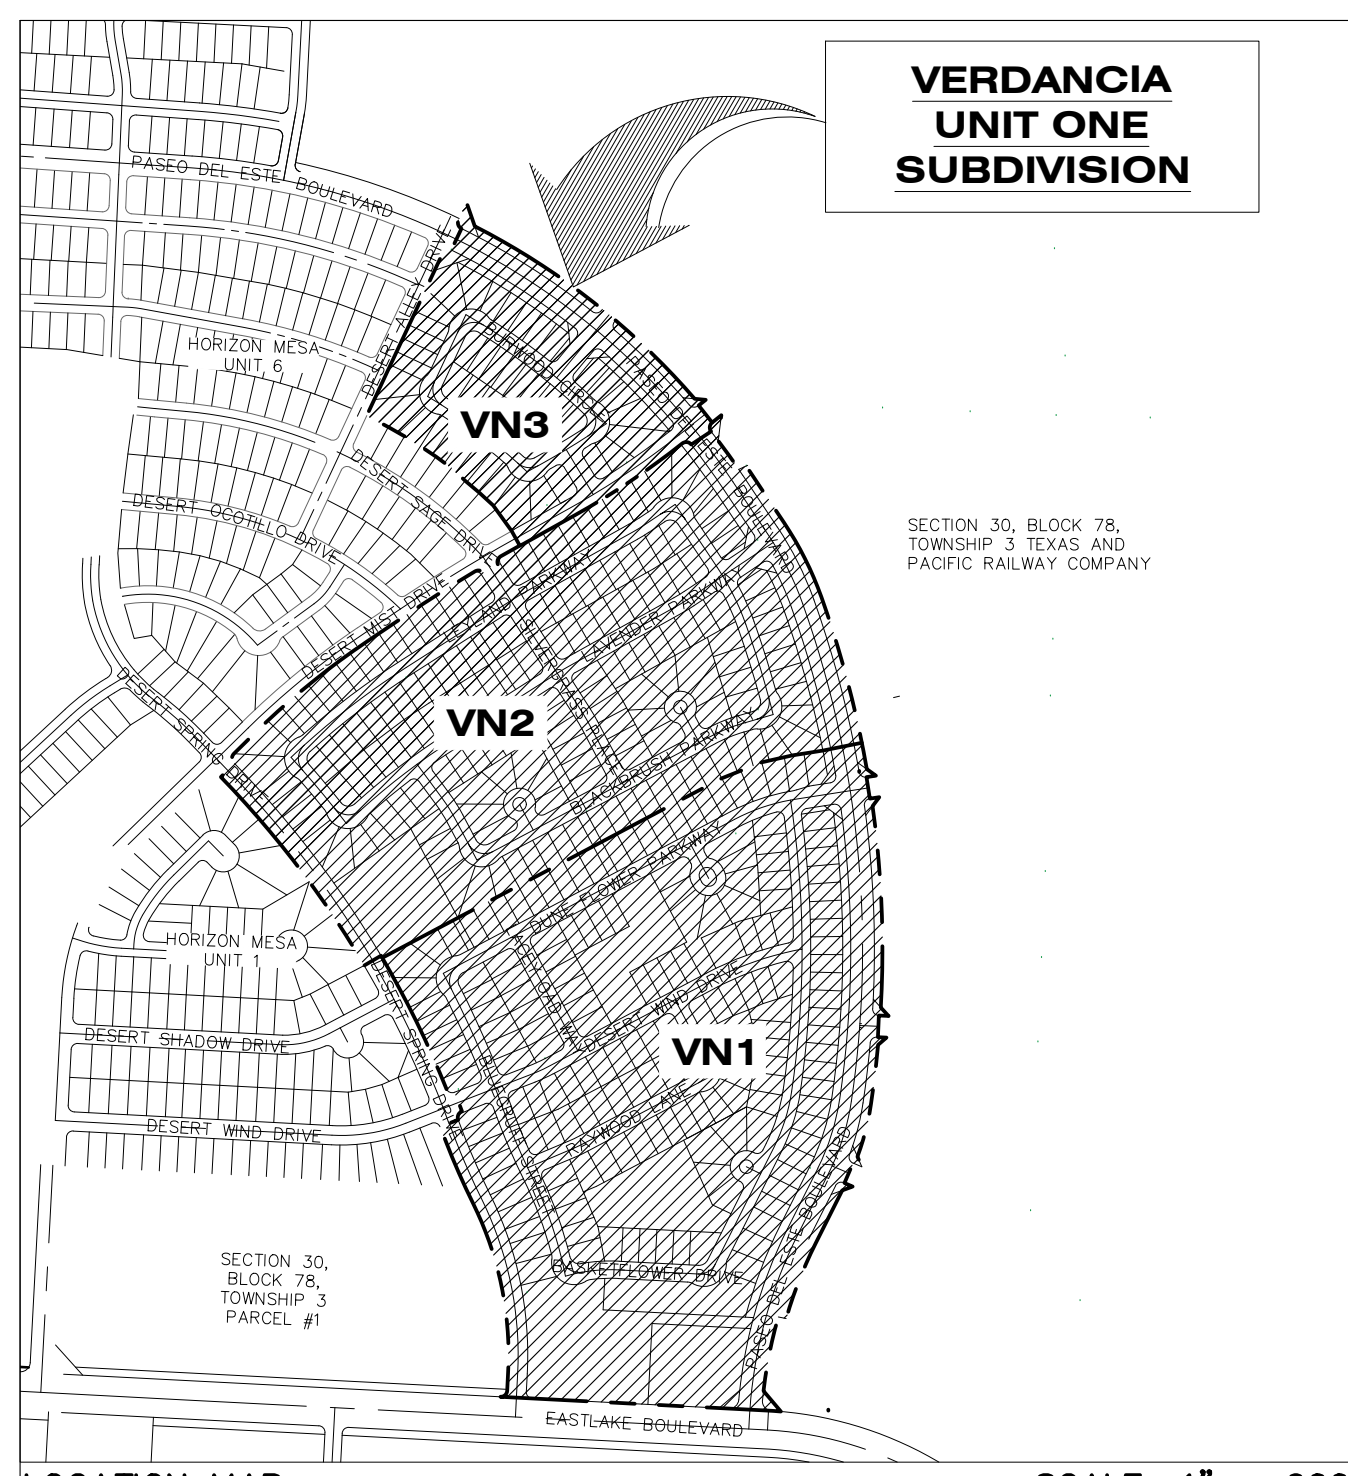 VERDANCIA
UNIT ONE
SUBDIVISION
PASEO DEL ESTE BOULEVARD
DESERT ALLEY DRIVE
HORIZON MESA
UNIT 6
BURWOOD CIRCLE
PASEO DEL ESTE BOULEVARD
VN3
DESERT SAGE DRIVE
DESERT OCOTILLO DRIVE
SECTION 30, BLOCK 78,
TOWNSHIP 3 TEXAS AND
PACIFIC RAILWAY COMPANY
DESERT MIST DRIVE
LEYLAND PARKWAY
LAVENDER PARKWAY
SILVERGRASS PLACE
DESERT SPRING DRIVE
VN2
BLACKBRUSH PARKWAY
DUNE FLOWER PARKWAY
HORIZON MESA
UNIT 1
DESERT SPRING DRIVE
DESERT WIND DRIVE
DESERT SHADOW DRIVE
VN1
STREET
RAYWOOD LANE
DESERT WIND DRIVE
PASEO DEL ESTE BOULEVARD
SECTION 30,
BLOCK 78,
TOWNSHIP 3
PARCEL #1
BASKETFLOWER DRIVE
EASTLAKE BOULEVARD